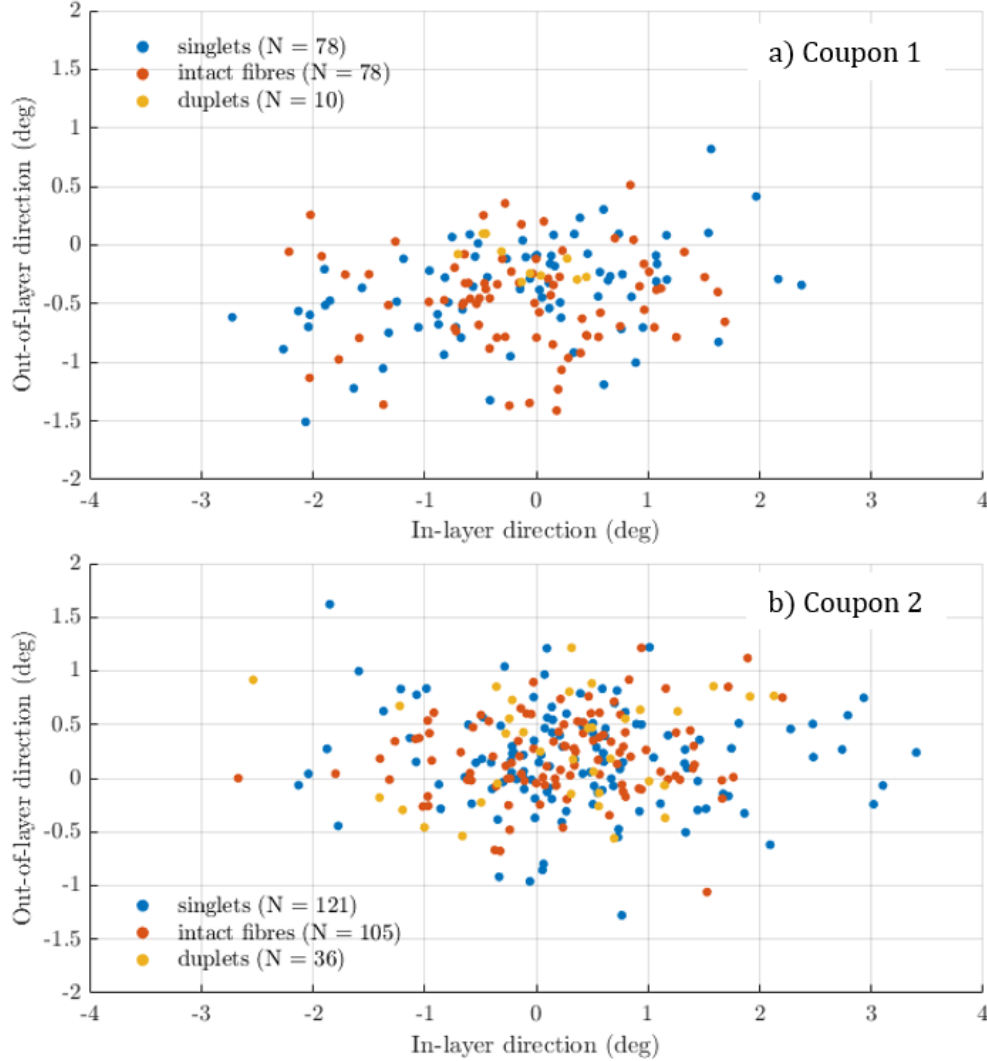 2
singlets (N = 78)
a) Coupon 1
1.5
intact fibres (N = 78)
duplets (N = 10)
1
0.5
0
-0.5
-1
-1.5
-2
Out-of-layer direction (deg)
-4 -3 -2 -1 0 1 2 3 4
In-layer direction (deg)
2
b) Coupon 2
1.5
1
0.5
0
-0.5
-1
singlets (N = 121)
intact fibres (N = 105)
-1.5
duplets (N = 36)
-2
Out-of-layer direction (deg)
-4 -3 -2 -1 0 1 2 3 4
In-layer direction (deg)